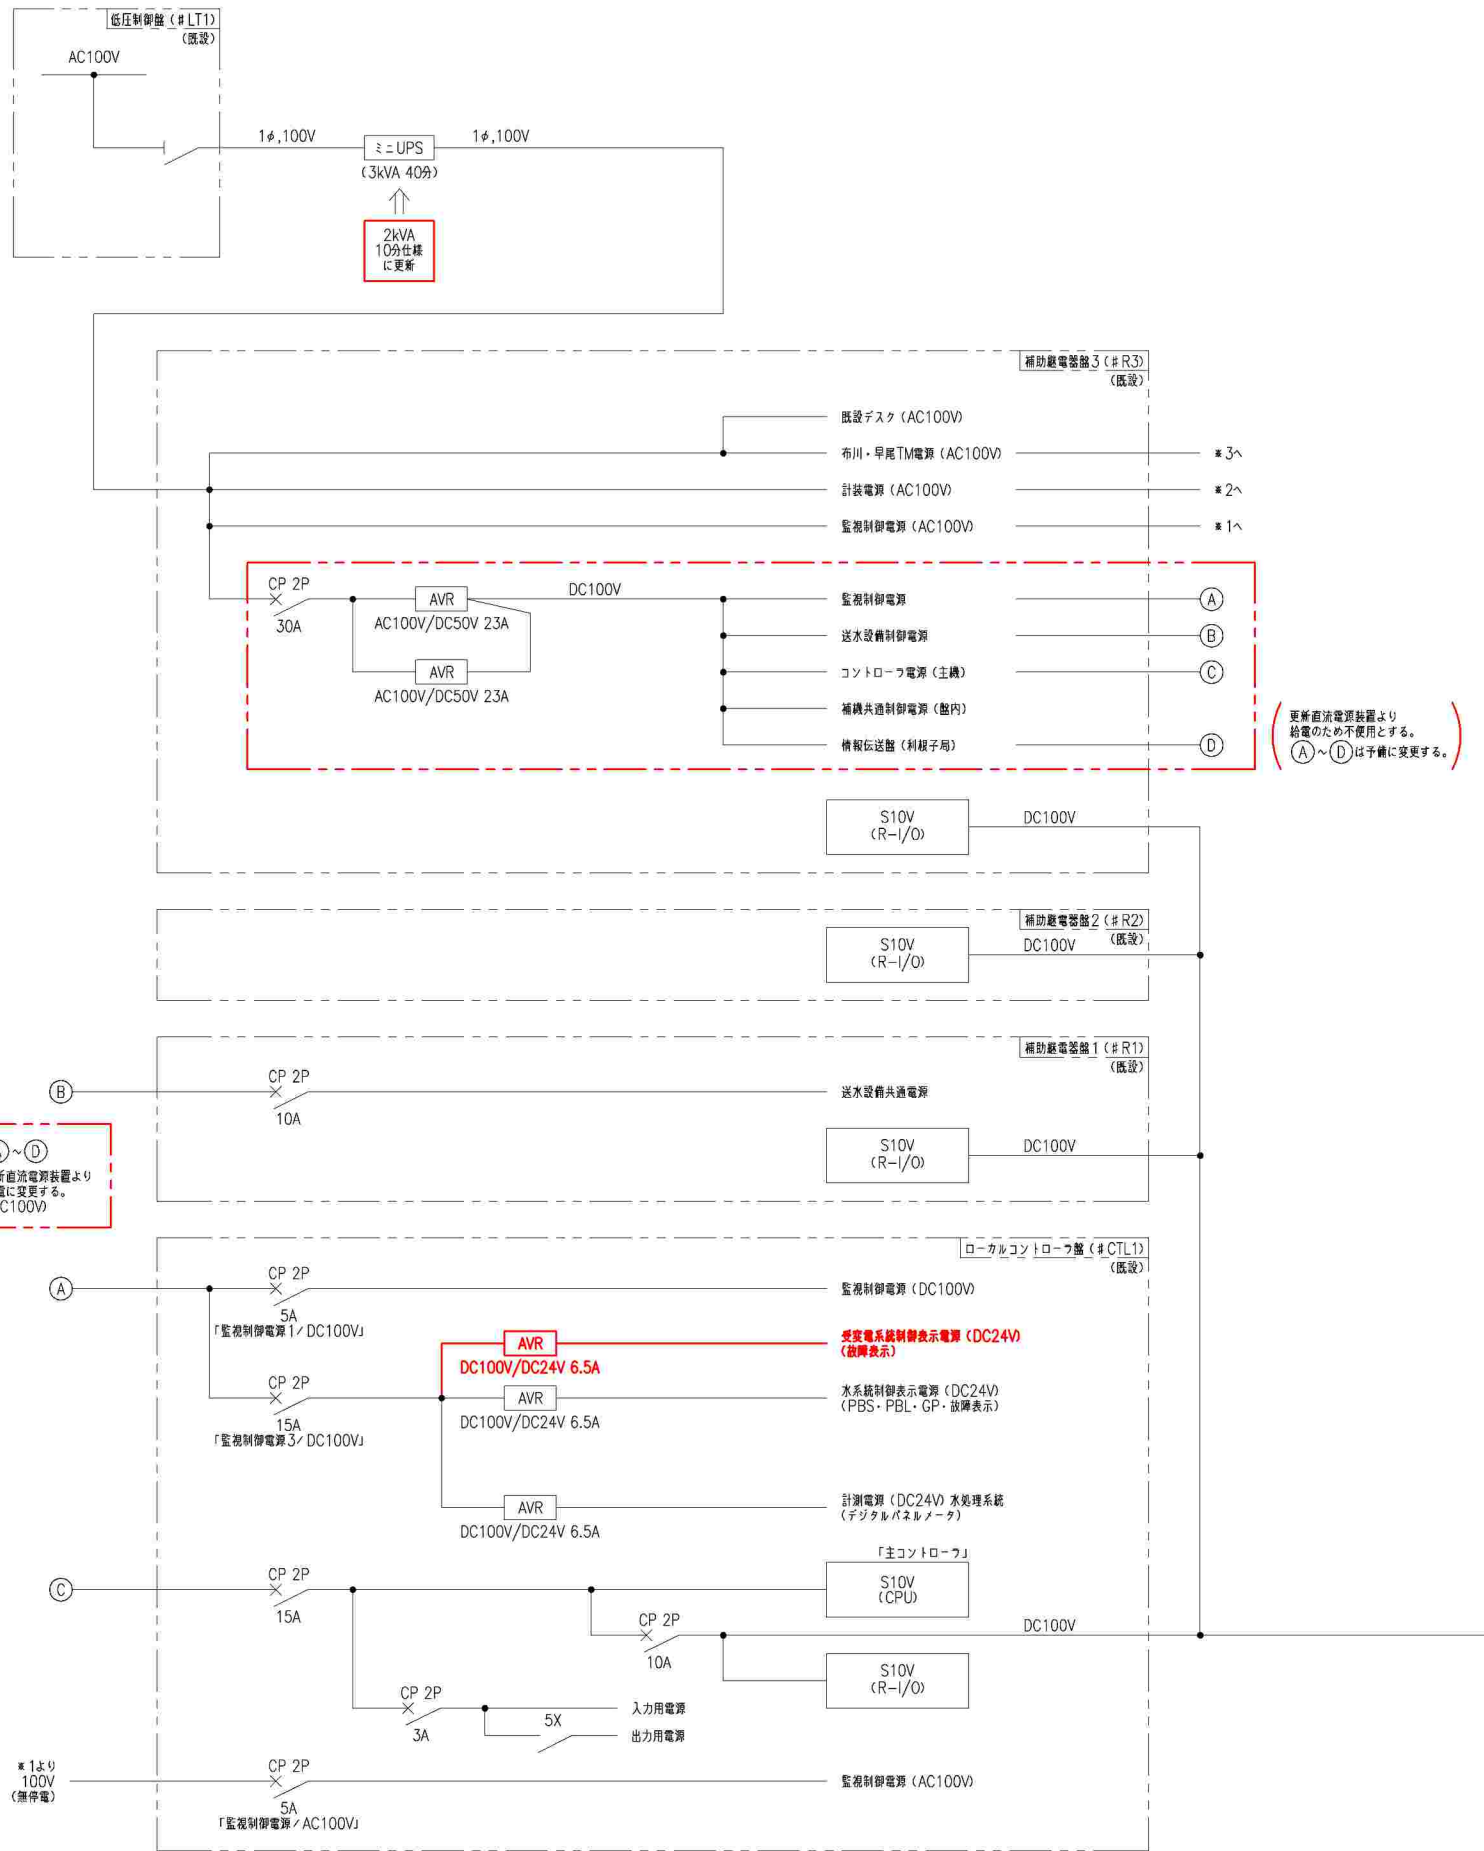 低圧制御盤(#LT1)
(既設)
AC100V
1φ,100V
ミニUPS
1φ,100V
(3kVA 40分)
2kVA
10分仕様
に更新
補助継電器盤3(#R3)
(既設)
既設デスク(AC100V)
布川・早尾TM電源(AC100V)
※3へ
計装電源(AC100V)
※2へ
監視制御電源(AC100V)
※1へ
CP 2P
30A
AVR
AC100V/DC50V 23A
DC100V
AVR
AC100V/DC50V 23A
監視制御電源
A
送水設備制御電源
B
コントローラ電源(主機)
C
補機共通制御電源(盤内)
情報伝送盤(利根子局)
D
更新直流電源装置より
給電のため不使用とする。
A~Dは予備に変更する。
S10V
(R-I/O)
DC100V
補助継電器盤2(#R2)
(既設)
S10V
(R-I/O)
DC100V
補助継電器盤1(#R1)
(既設)
B
CP 2P
10A
送水設備共通電源
S10V
(R-I/O)
DC100V
~D
新直流電源装置より
電に変更する。
C100V)
ローカルコントローラ盤(#CTL1)
(既設)
A
CP 2P
5A
「監視制御電源1/DC100V」
監視制御電源(DC100V)
AVR
DC100V/DC24V 6.5A
受変電系統制御表示電源(DC24V)
(故障表示)
CP 2P
15A
「監視制御電源3/DC100V」
AVR
DC100V/DC24V 6.5A
水系統制御表示電源(DC24V)
(PBS・PBL・GP・故障表示)
AVR
DC100V/DC24V 6.5A
計測電源(DC24V) 水処理系統
(デジタルパネルメータ)
「主コントローラ」
C
CP 2P
15A
S10V
(CPU)
CP 2P
10A
DC100V
S10V
(R-I/O)
CP 2P
3A
入力用電源
5X
出力用電源
※1より
100V
(無停電)
CP 2P
5A
「監視制御電源/AC100V」
監視制御電源(AC100V)